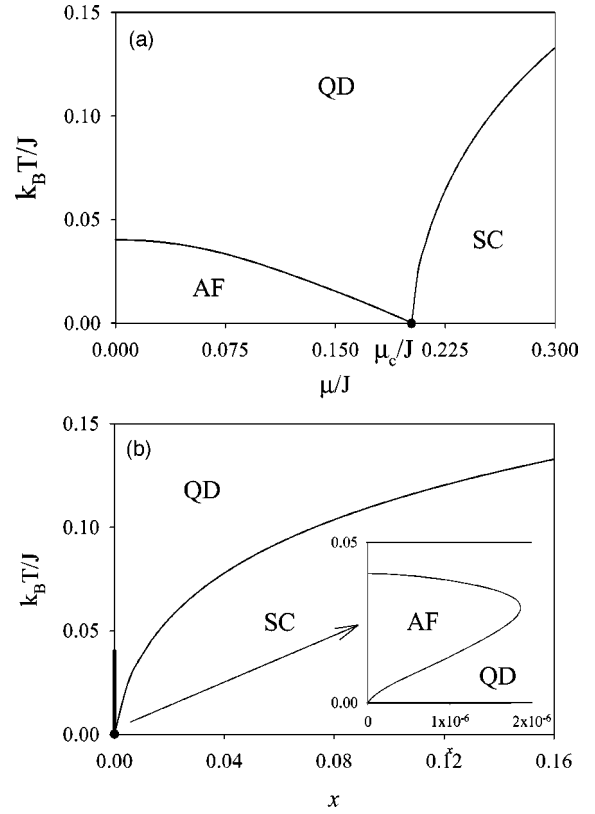 0.15
(a)
QD
0.10
k_B T/J
0.05
SC
AF
0.00
0.000 0.075 0.150 μ_c/J 0.225 0.300
μ/J
0.15
(b)
QD
0.10
k_B T/J
0.05
0.05
SC
AF
QD
0.00
0 1x10⁻⁶ 2x10⁻⁶
0.00
0.00 0.04 0.08 0.12 0.16
x
x